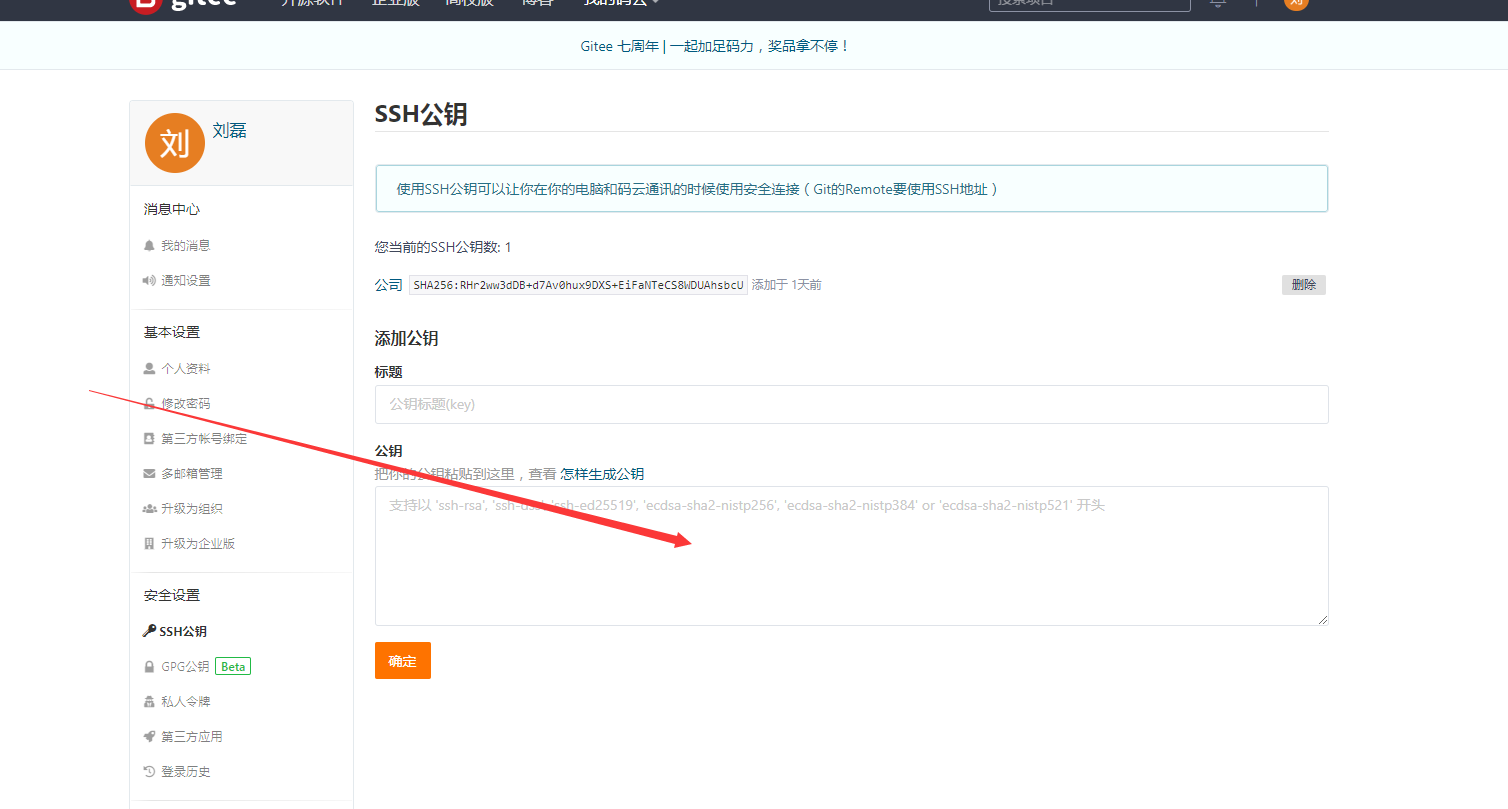 gitee 开源软件 企业版 高校版 博客 我的码云 搜索项目 刘
Gitee 七周年 | 一起加足码力，奖品拿不停！
刘 刘磊
消息中心
我的消息
通知设置
基本设置
个人资料
修改密码
第三方帐号绑定
多邮箱管理
升级为组织
升级为企业版
安全设置
SSH公钥
GPG公钥 Beta
私人令牌
第三方应用
登录历史
SSH公钥
使用SSH公钥可以让你在你的电脑和码云通讯的时候使用安全连接（Git的Remote要使用SSH地址）
您当前的SSH公钥数: 1
公司 SHA256:RHr2ww3dDB+d7Av0hux9DXS+EiFaNTeCS8WDUAhsbcU 添加于 1天前 删除
添加公钥
标题
公钥标题(key)
公钥
把你的公钥粘贴到这里，查看 怎样生成公钥
支持以 'ssh-rsa', 'ssh-dss', 'ssh-ed25519', 'ecdsa-sha2-nistp256', 'ecdsa-sha2-nistp384' or 'ecdsa-sha2-nistp521' 开头
确定